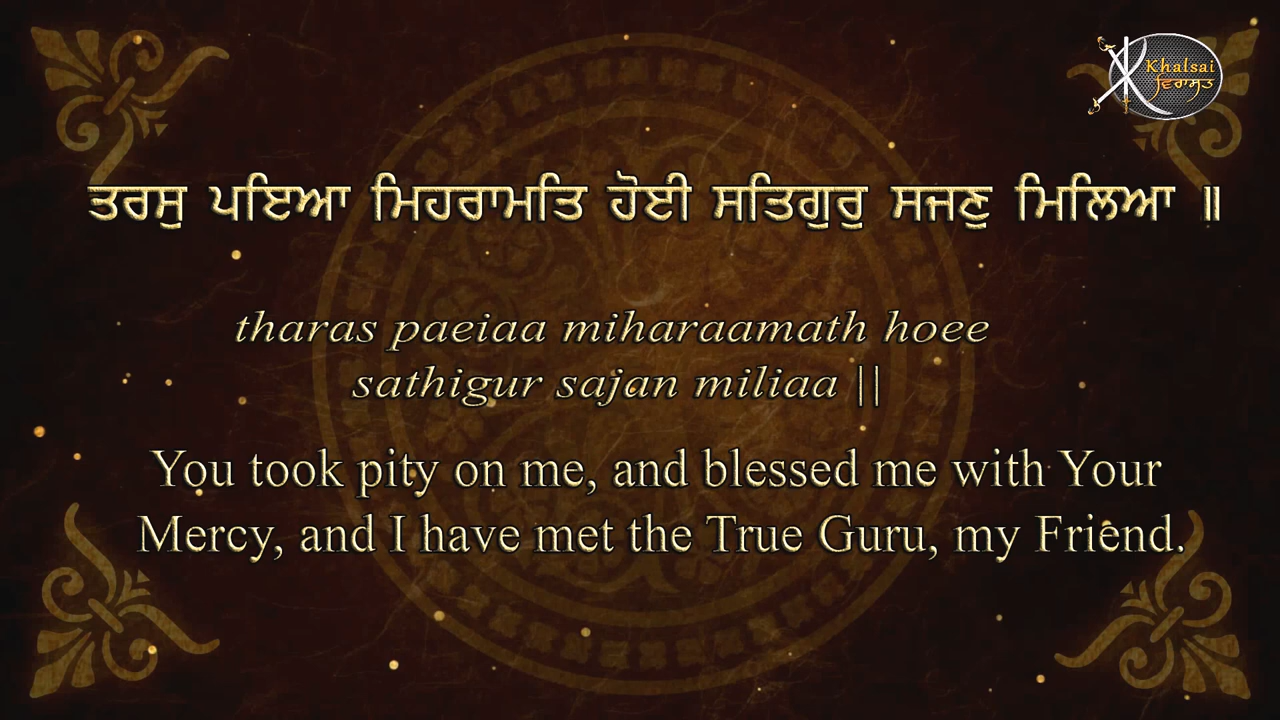 Khalsai
ਵਿਰਾਸਤ
ਤਰਸੁ ਪਇਆ ਮਿਹਰਾਮਤਿ ਹੋਈ ਸਤਿਗੁਰੁ ਸਜਣੁ ਮਿਲਿਆ ॥
tharas paeiaa miharaamath hoee
sathigur sajan miliaa ||
You took pity on me, and blessed me with Your
Mercy, and I have met the True Guru, my Friend.